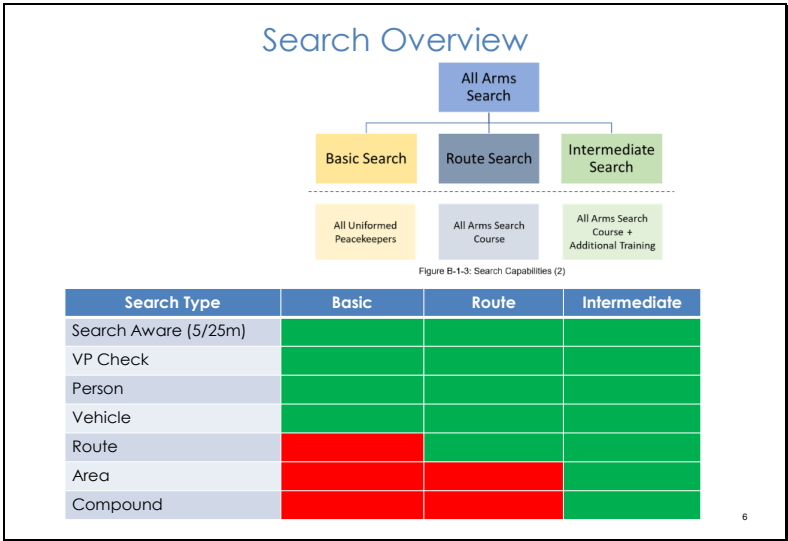 Search Overview
All Arms
Search
Basic Search
Route Search
Intermediate
Search
All Uniformed
Peacekeepers
All Arms Search
Course
All Arms Search
Course +
Additional Training
Figure B-1-3: Search Capabilities (2)
Search Type Basic Route Intermediate
Search Aware (5/25m)
VP Check
Person
Vehicle
Route
Area
Compound
6